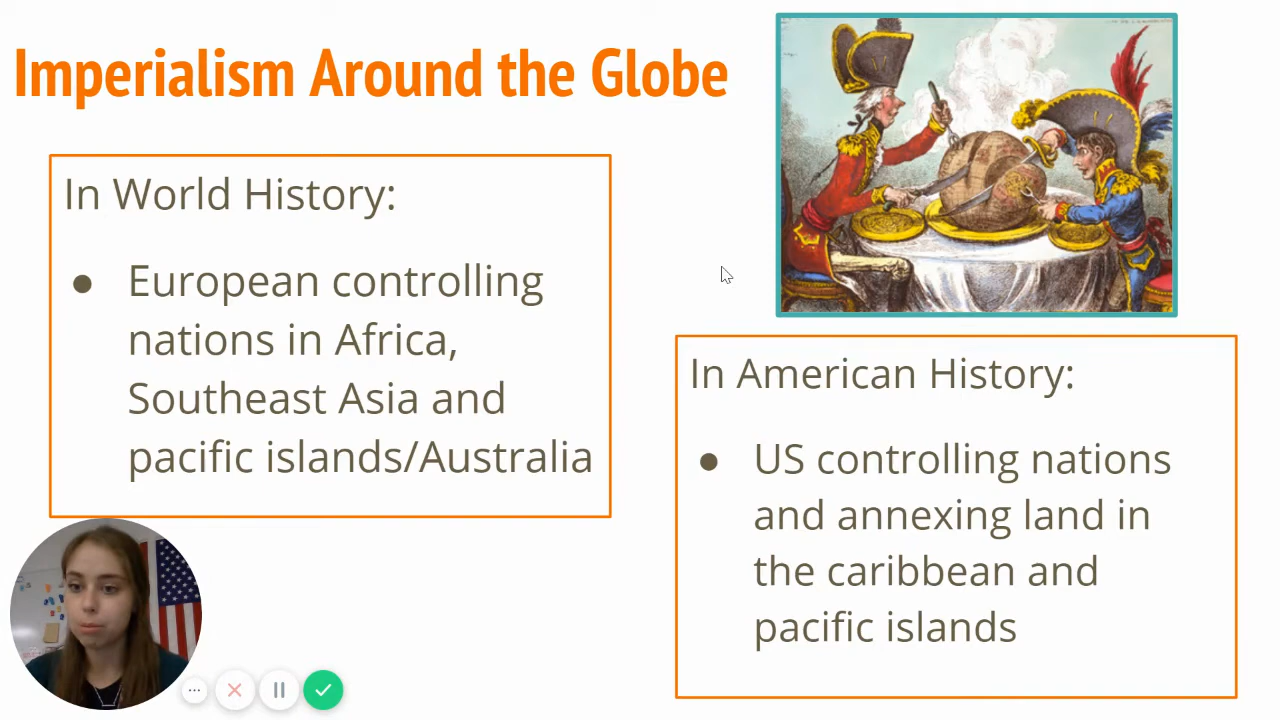 Imperialism Around the Globe
In World History:
● European controlling
nations in Africa,
Southeast Asia and
pacific islands/Australia
In American History:
● US controlling nations
and annexing land in
the caribbean and
pacific islands